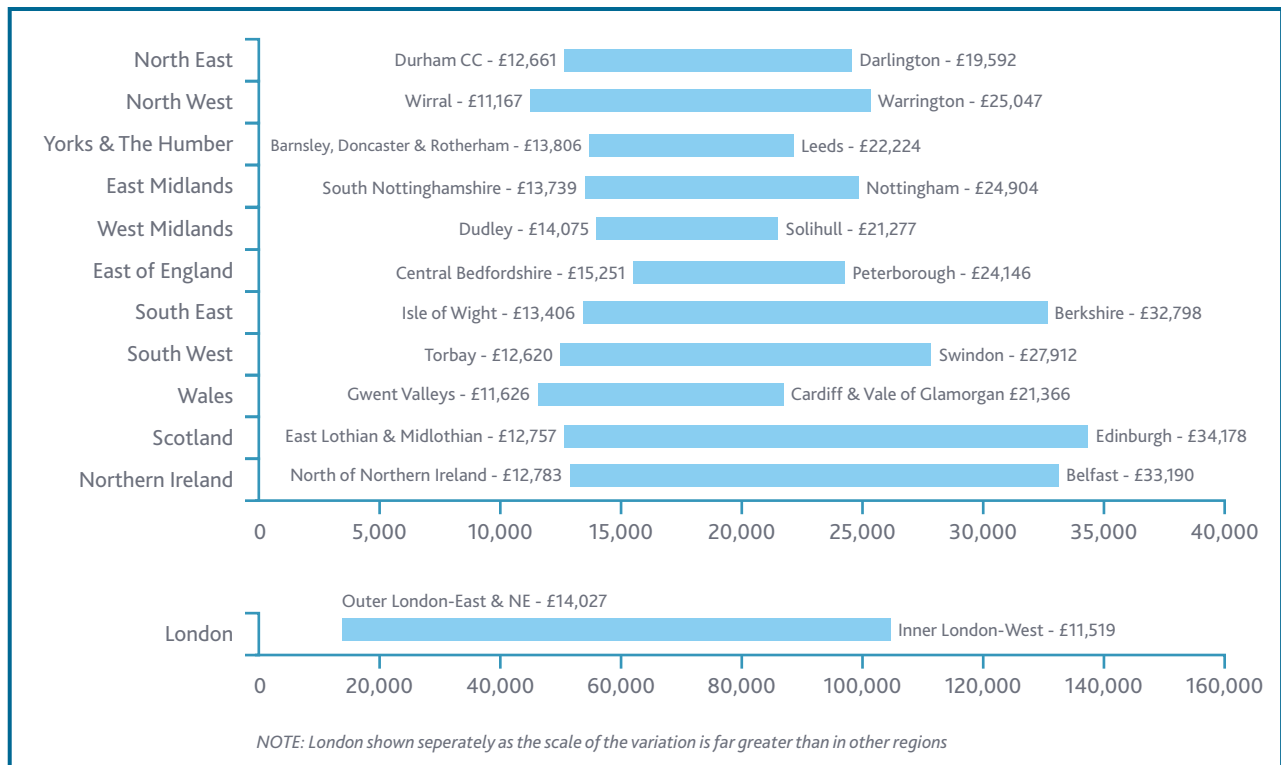 North East
Durham CC - £12,661
Darlington - £19,592
North West
Wirral - £11,167
Warrington - £25,047
Yorks & The Humber
Barnsley, Doncaster & Rotherham - £13,806
Leeds - £22,224
East Midlands
South Nottinghamshire - £13,739
Nottingham - £24,904
West Midlands
Dudley - £14,075
Solihull - £21,277
East of England
Central Bedfordshire - £15,251
Peterborough - £24,146
South East
Isle of Wight - £13,406
Berkshire - £32,798
South West
Torbay - £12,620
Swindon - £27,912
Wales
Gwent Valleys - £11,626
Cardiff & Vale of Glamorgan £21,366
Scotland
East Lothian & Midlothian - £12,757
Edinburgh - £34,178
Northern Ireland
North of Northern Ireland - £12,783
Belfast - £33,190
0 5,000 10,000 15,000 20,000 25,000 30,000 35,000 40,000
Outer London-East & NE - £14,027
London
Inner London-West - £11,519
0 20,000 40,000 60,000 80,000 100,000 120,000 140,000 160,000
NOTE: London shown seperately as the scale of the variation is far greater than in other regions